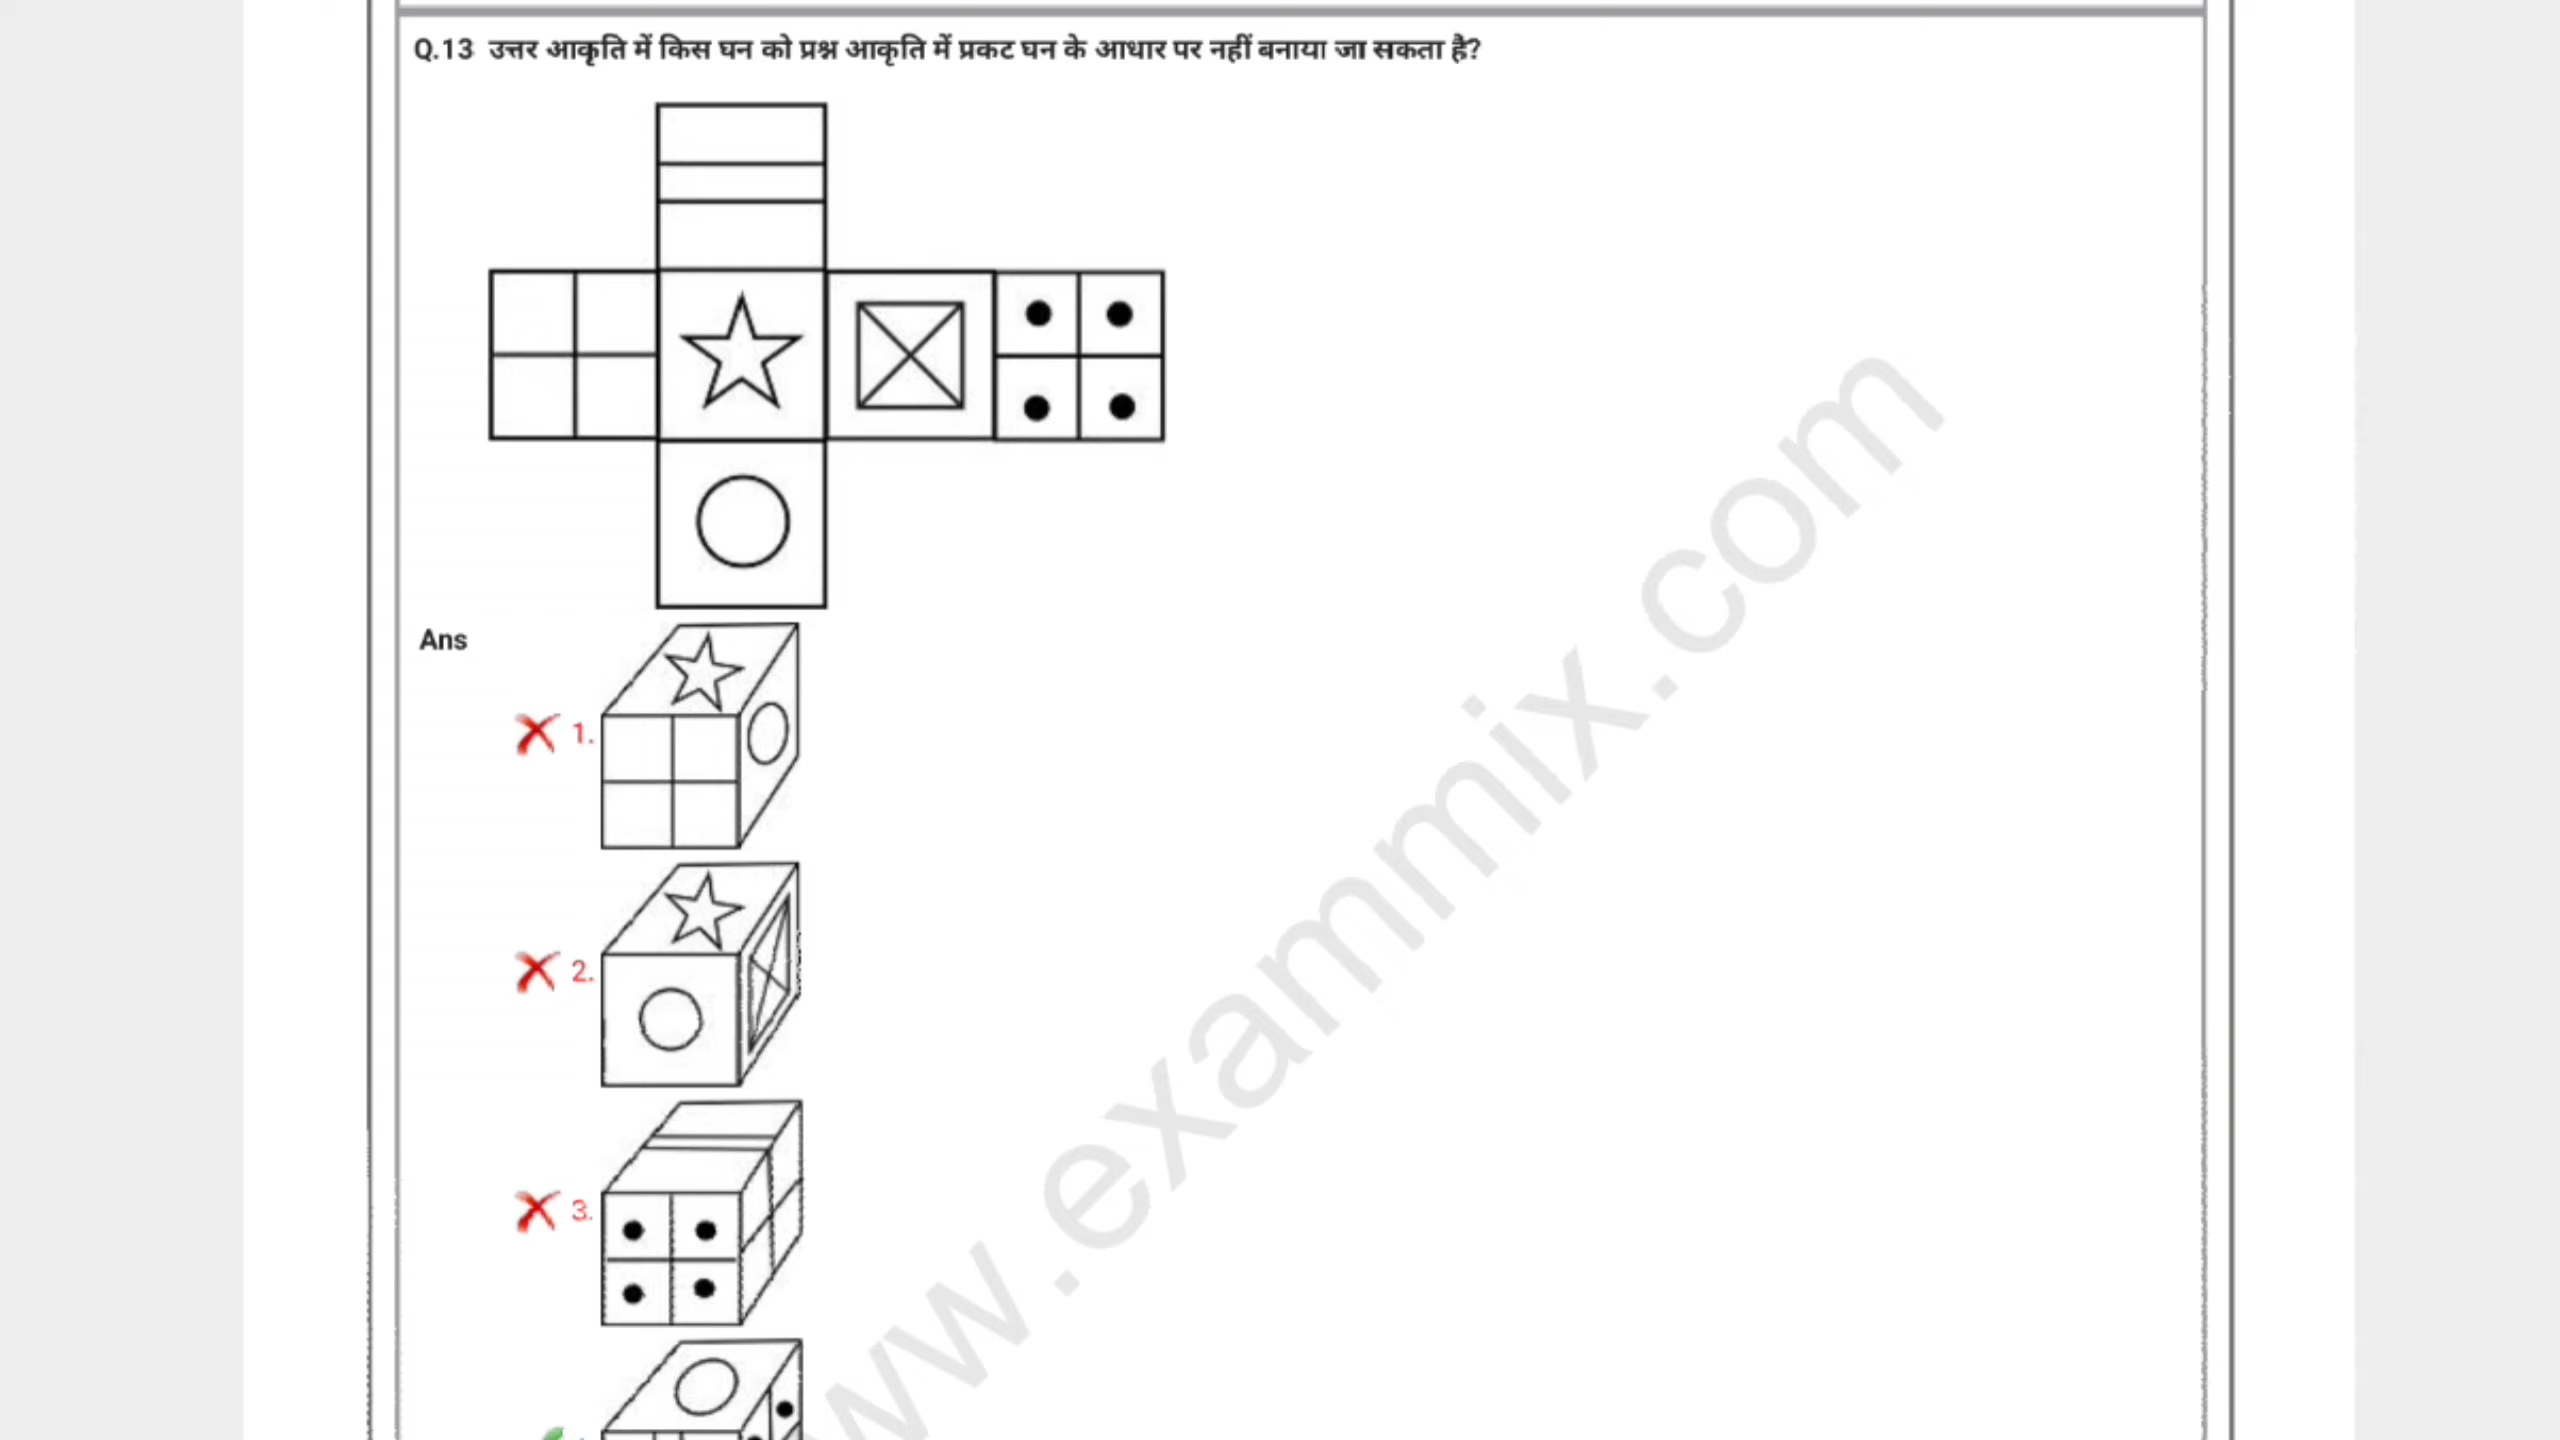 Q.13 उत्तर आकृति में किस घन को प्रश्न आकृति में प्रकट घन के आधार पर नहीं बनाया जा सकता है?
Ans
1.
2.
3.
www.exammix.com